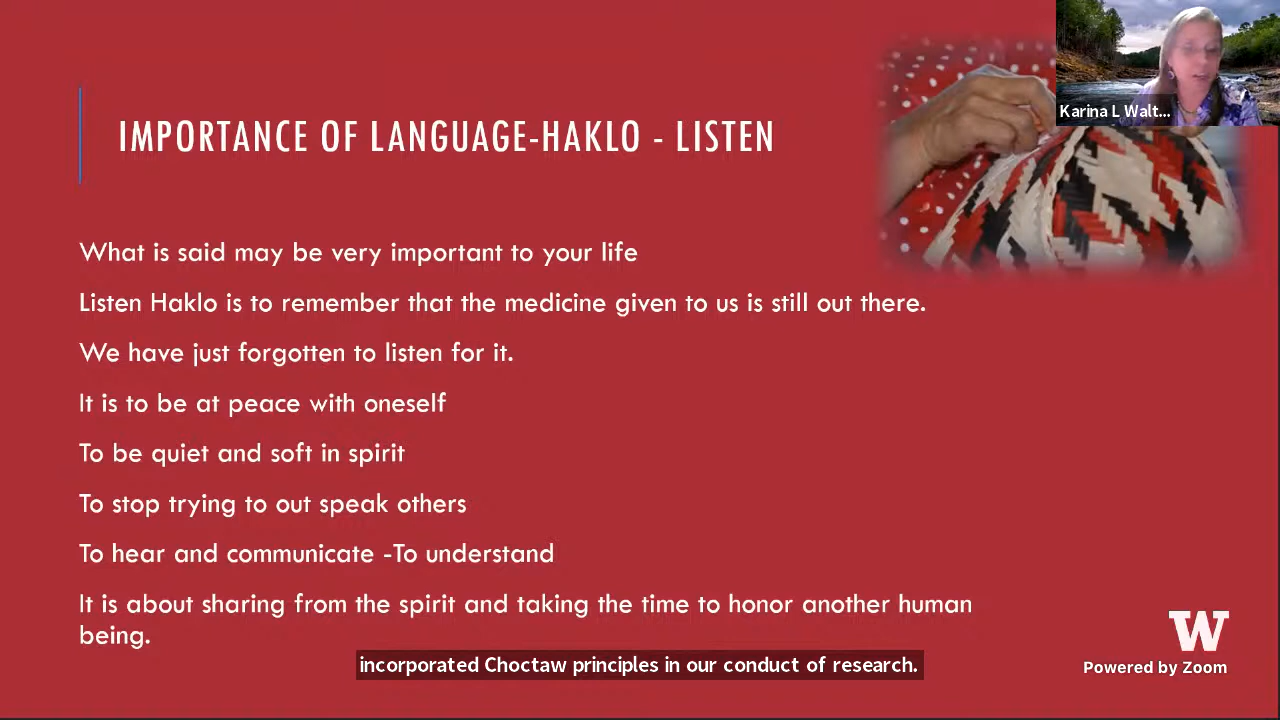 Karina L Walt...
IMPORTANCE OF LANGUAGE-HAKLO - LISTEN
What is said may be very important to your life
Listen Haklo is to remember that the medicine given to us is still out there.
We have just forgotten to listen for it.
It is to be at peace with oneself
To be quiet and soft in spirit
To stop trying to out speak others
To hear and communicate -To understand
It is about sharing from the spirit and taking the time to honor another human
being.
incorporated Choctaw principles in our conduct of research.
W
Powered by Zoom